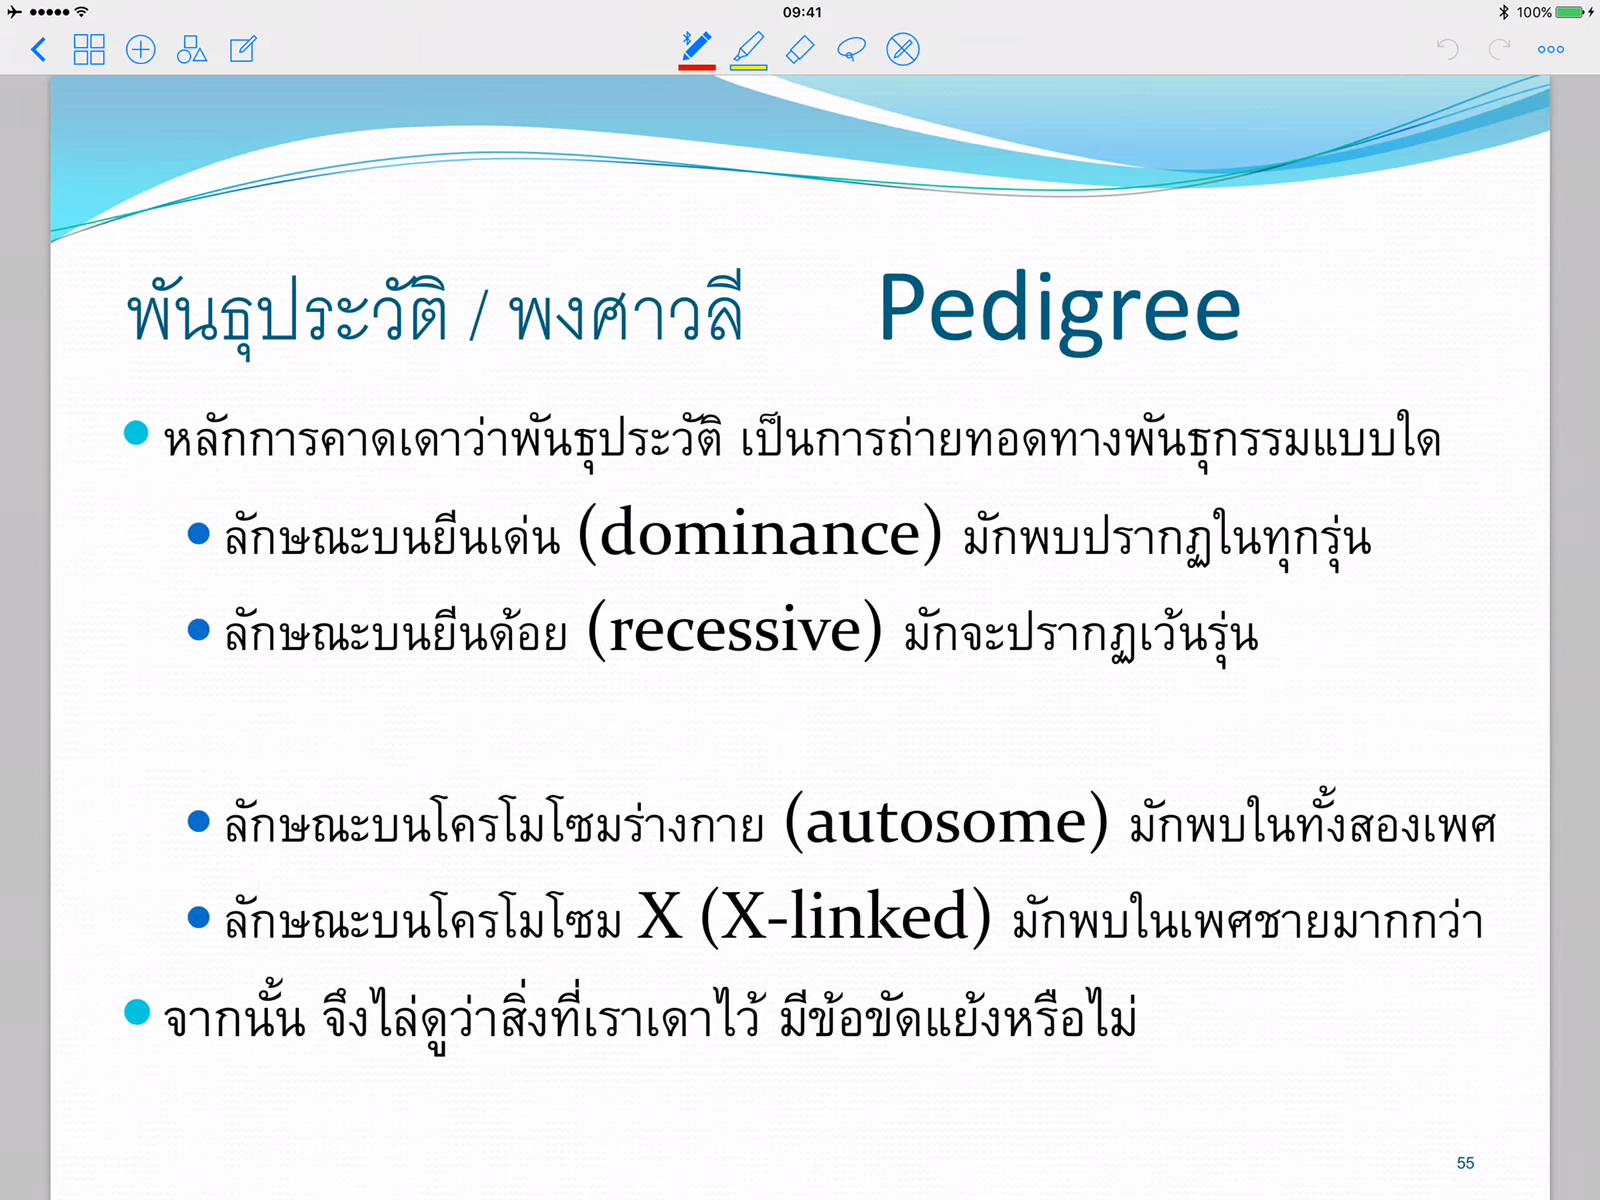 09:41
100%
พันธุประวัติ / พงศาวลี Pedigree
หลักการคาดเดาว่าพันธุประวัติ เป็นการถ่ายทอดทางพันธุกรรมแบบใด
ลักษณะบนยีนเด่น (dominance) มักพบปรากฏในทุกรุ่น
ลักษณะบนยีนด้อย (recessive) มักจะปรากฏเว้นรุ่น
ลักษณะบนโครโมโซมร่างกาย (autosome) มักพบในทั้งสองเพศ
ลักษณะบนโครโมโซม X (X-linked) มักพบในเพศชายมากกว่า
จากนั้น จึงไล่ดูว่าสิ่งที่เราเดาไว้ มีข้อขัดแย้งหรือไม่
55